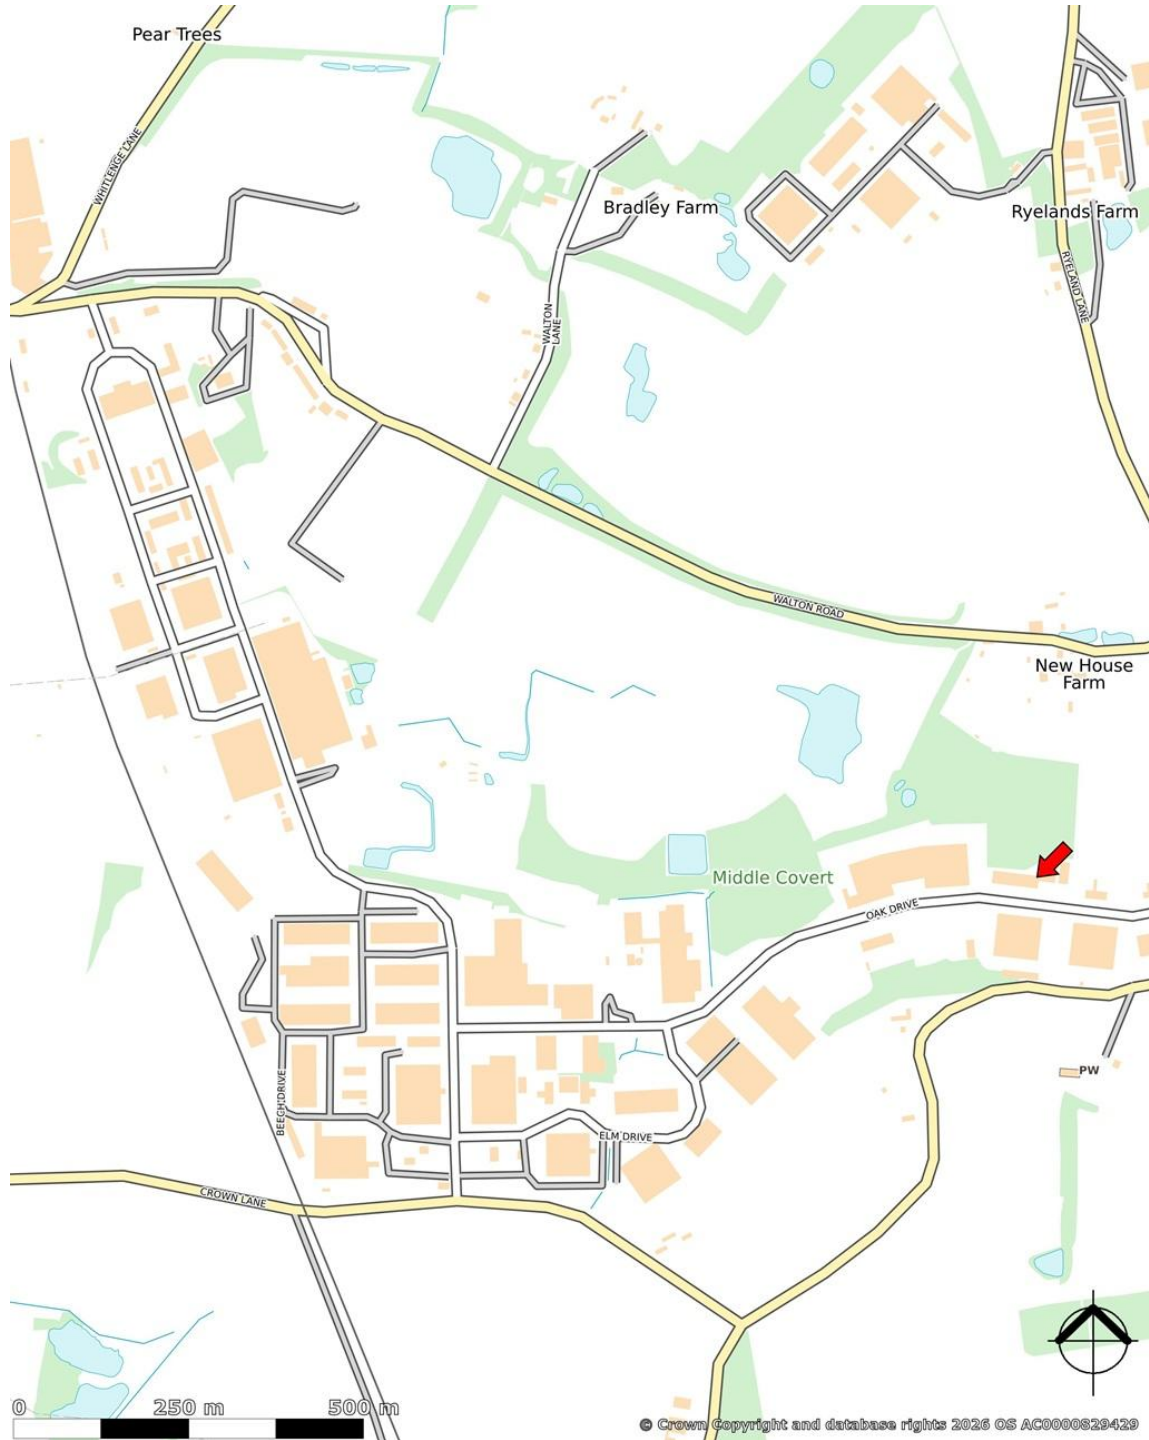 Pear Trees
WHITLENGE LANE
Bradley Farm
Ryelands Farm
RYELAND LANE
WALTON
LANE
WALTON ROAD
New House
Farm
Middle Covert
OAK DRIVE
PW
BEECH DRIVE
ELM DRIVE
CROWN LANE
0 250 m 500 m
© Crown Copyright and database rights 2026 OS AC0000829429